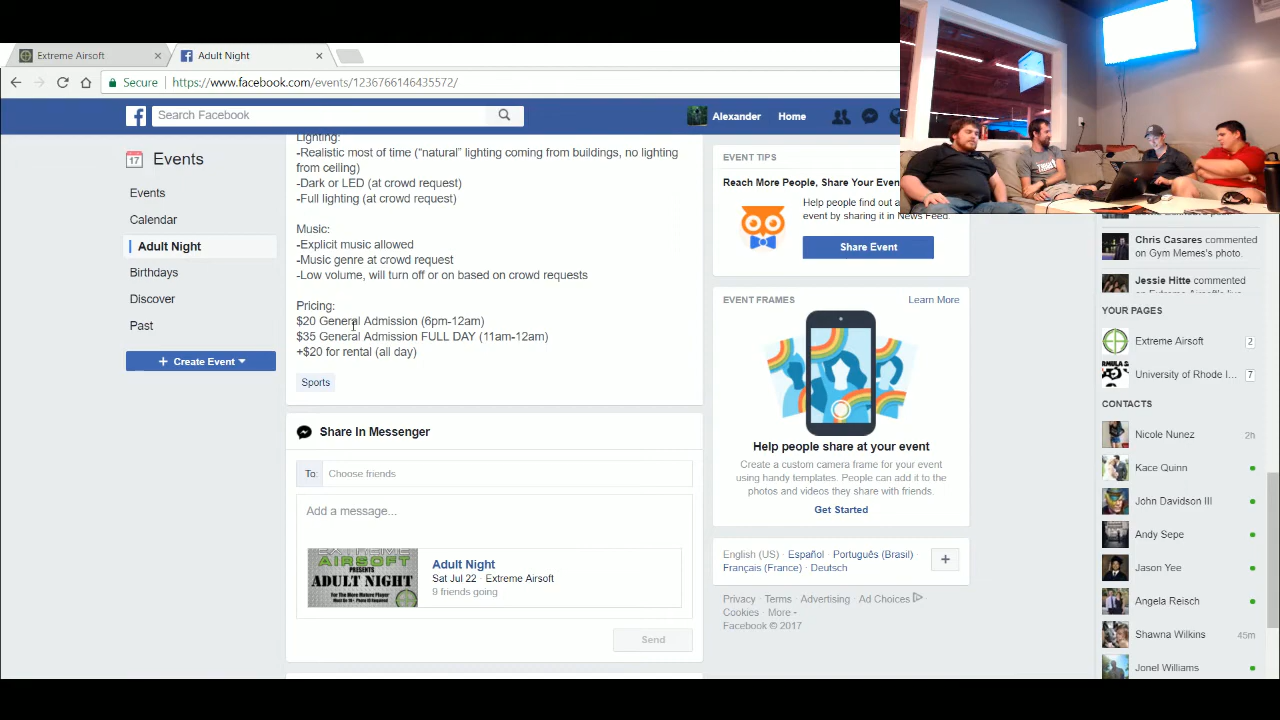 Extreme Airsoft
Adult Night
Secure
https://www.facebook.com/events/1236766146435572/
Search Facebook
Alexander
Home
17
Events
Events
Calendar
Adult Night
Birthdays
Discover
Past
+ Create Event
Lighting:
-Realistic most of time ("natural" lighting coming from buildings, no lighting
from ceiling)
-Dark or LED (at crowd request)
-Full lighting (at crowd request)
Music:
-Explicit music allowed
-Music genre at crowd request
-Low volume, will turn off or on based on crowd requests
Pricing:
$20 General Admission (6pm-12am)
$35 General Admission FULL DAY (11am-12am)
+$20 for rental (all day)
Sports
Share In Messenger
To:
Choose friends
Add a message...
EXTREME
AIRSOFT
PRESENTS
ADULT NIGHT
For The More Mature Player
Adult Night
Sat Jul 22 · Extreme Airsoft
9 friends going
Send
EVENT TIPS
Reach More People, Share Your Even
Help people find out a
event by sharing it in News Feed.
Share Event
EVENT FRAMES
Learn More
Help people share at your event
Create a custom camera frame for your event
using handy templates. People can add it to the
photos and videos they share with friends.
Get Started
English (US) · Español · Português (Brasil) ·
Français (France) · Deutsch
+
Privacy · Terms · Advertising · Ad Choices
Cookies · More
Facebook © 2017
Chris Casares commented
on Gym Memes's photo.
Jessie Hitte commented
YOUR PAGES
Extreme Airsoft
2
University of Rhode I...
7
CONTACTS
Nicole Nunez
2h
Kace Quinn
John Davidson III
Andy Sepe
Jason Yee
Angela Reisch
Shawna Wilkins
45m
Jonel Williams